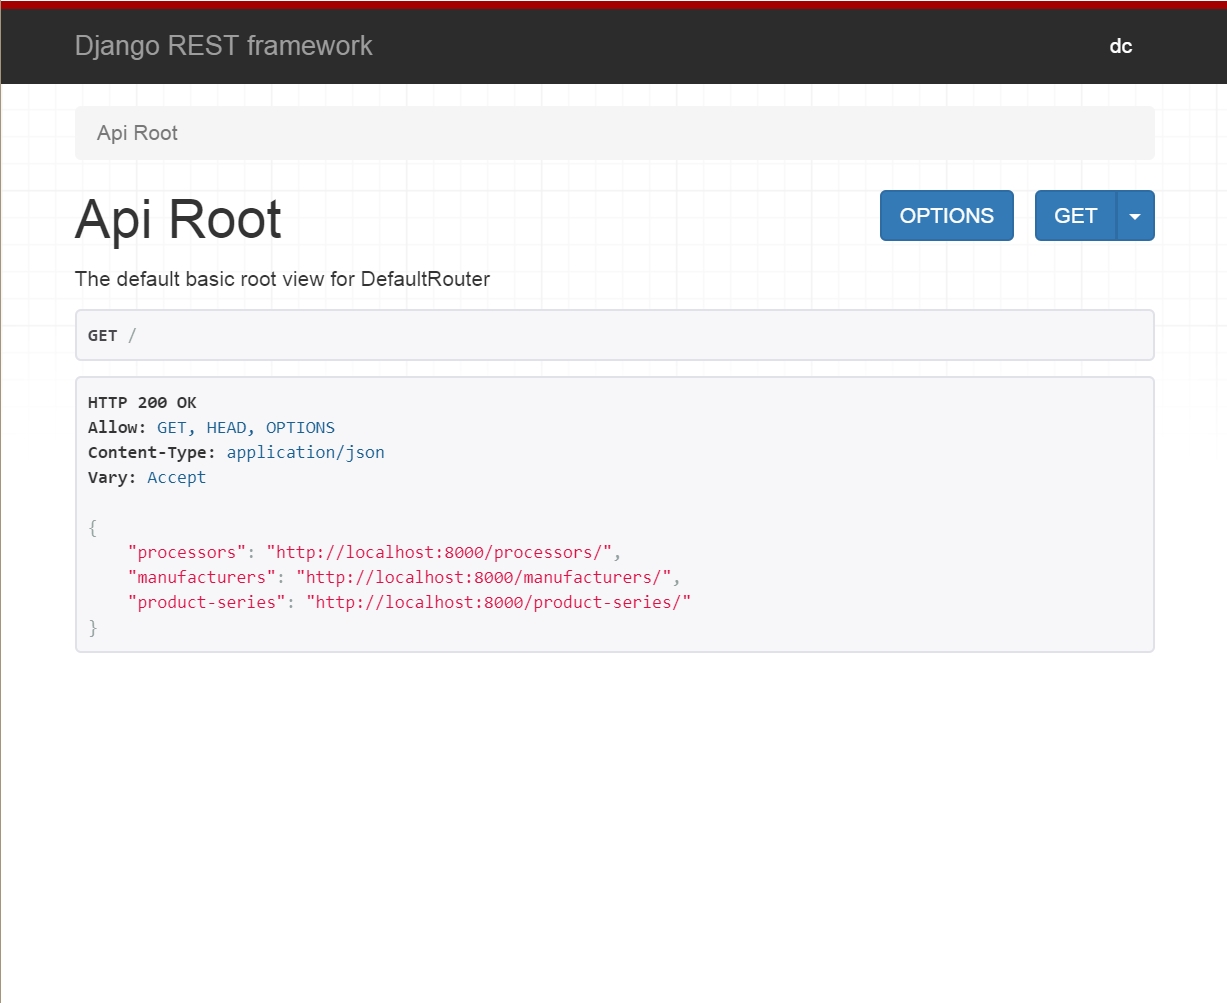 Django REST framework
dc
Api Root
Api Root
OPTIONS
GET
The default basic root view for DefaultRouter
GET /
HTTP 200 OK
Allow: GET, HEAD, OPTIONS
Content-Type: application/json
Vary: Accept
{
    "processors": "http://localhost:8000/processors/",
    "manufacturers": "http://localhost:8000/manufacturers/",
    "product-series": "http://localhost:8000/product-series/"
}